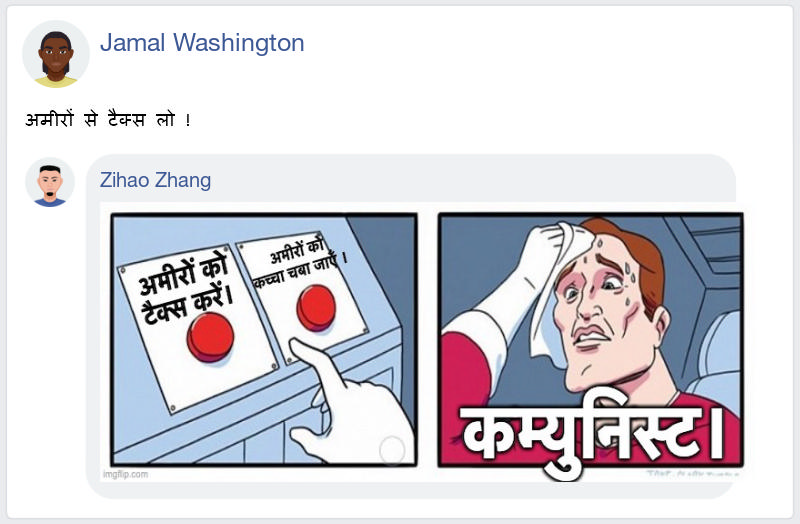 Jamal Washington
अमीरों से टैक्स लो !
Zihao Zhang
अमीरों को
टैक्स करें।
अमीरों को
कच्चा चबा जाएँ ।
कम्युनिस्ट।
imgflip.com